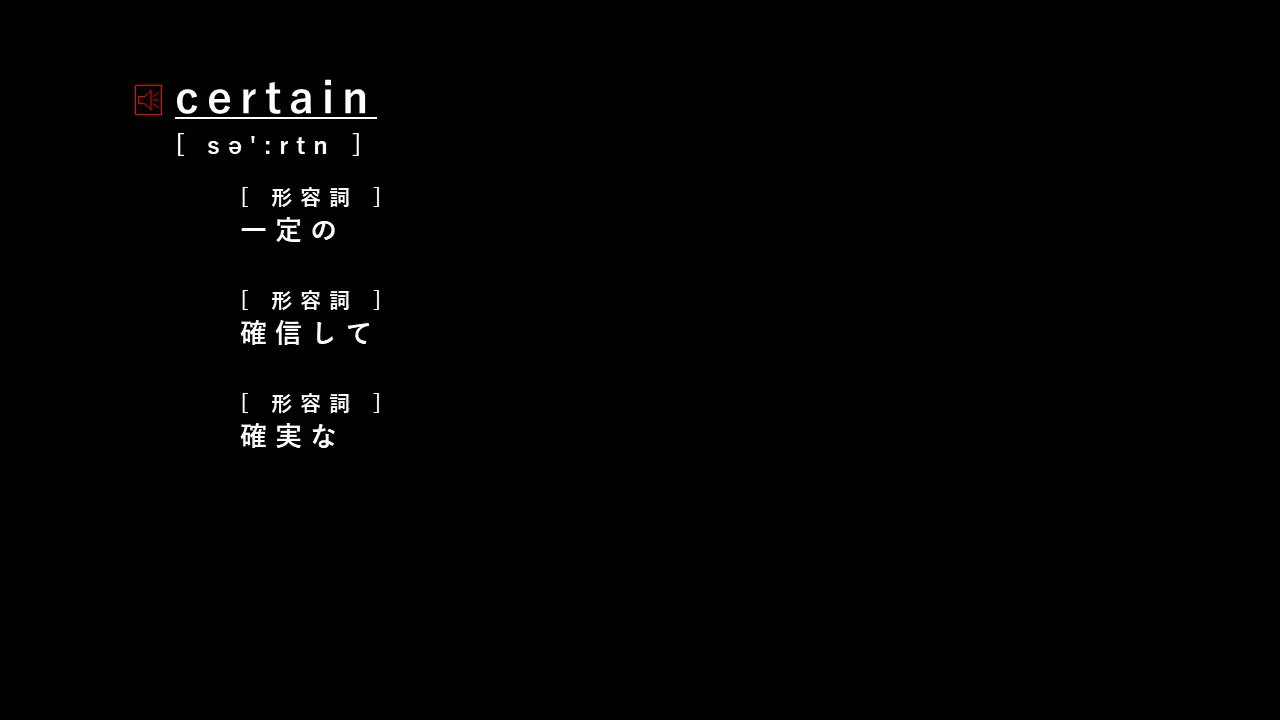 certain
[ sə':rtn ]
[ 形容詞 ]
一定の
[ 形容詞 ]
確信して
[ 形容詞 ]
確実な